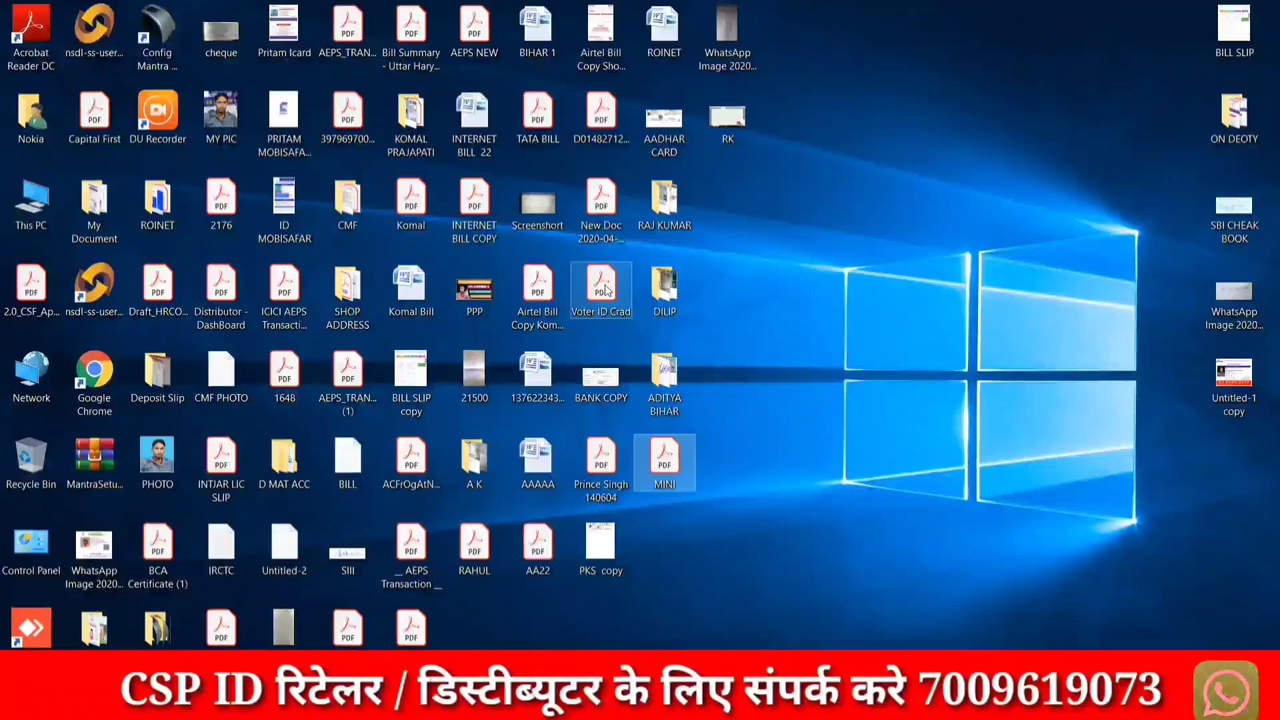 Acrobat Reader DC
nsdl-ss-user...
Config Mantra ...
cheque
Pritam Icard
AEPS_TRAN...
Bill Summary - Uttar Hary...
AEPS NEW
BIHAR 1
Airtel Bill Copy Sho...
ROINET
WhatsApp Image 2020...
BILL SLIP
Nokia
Capital First
DU Recorder
MY PIC
PRITAM MOBISAFA...
397969700...
KOMAL PRAJAPATI
INTERNET BILL 22
TATA BILL
D01482712...
AADHAR CARD
RK
ON DEOTY
This PC
My Document
ROINET
2176
ID MOBISAFAR
CMF
Komal
INTERNET BILL COPY
Screenshort
New Doc 2020-04-...
RAJ KUMAR
SBI CHEAK BOOK
2.0_CSF_Ap...
nsdl-ss-user...
Draft_HRCO...
Distributor - DashBoard
ICICI AEPS Transacti...
SHOP ADDRESS
Komal Bill
PPP
Airtel Bill Copy Kom...
Voter ID Crad
DILIP
WhatsApp Image 2020...
Network
Google Chrome
Deposit Slip
CMF PHOTO
1648
AEPS_TRAN... (1)
BILL SLIP copy
21500
137622343...
BANK COPY
ADITYA BIHAR
Untitled-1 copy
Recycle Bin
MantraSetu...
PHOTO
INTJAR LIC SLIP
D MAT ACC
BILL
ACFrOgAtN...
A K
AAAAA
Prince Singh 140604
MINI
Control Panel
WhatsApp Image 2020...
BCA Certificate (1)
IRCTC
Untitled-2
SIII
__ AEPS Transaction __
RAHUL
AA22
PKS copy
CSP ID रिटेलर / डिस्टीब्यूटर के लिए संपर्क करे 7009619073